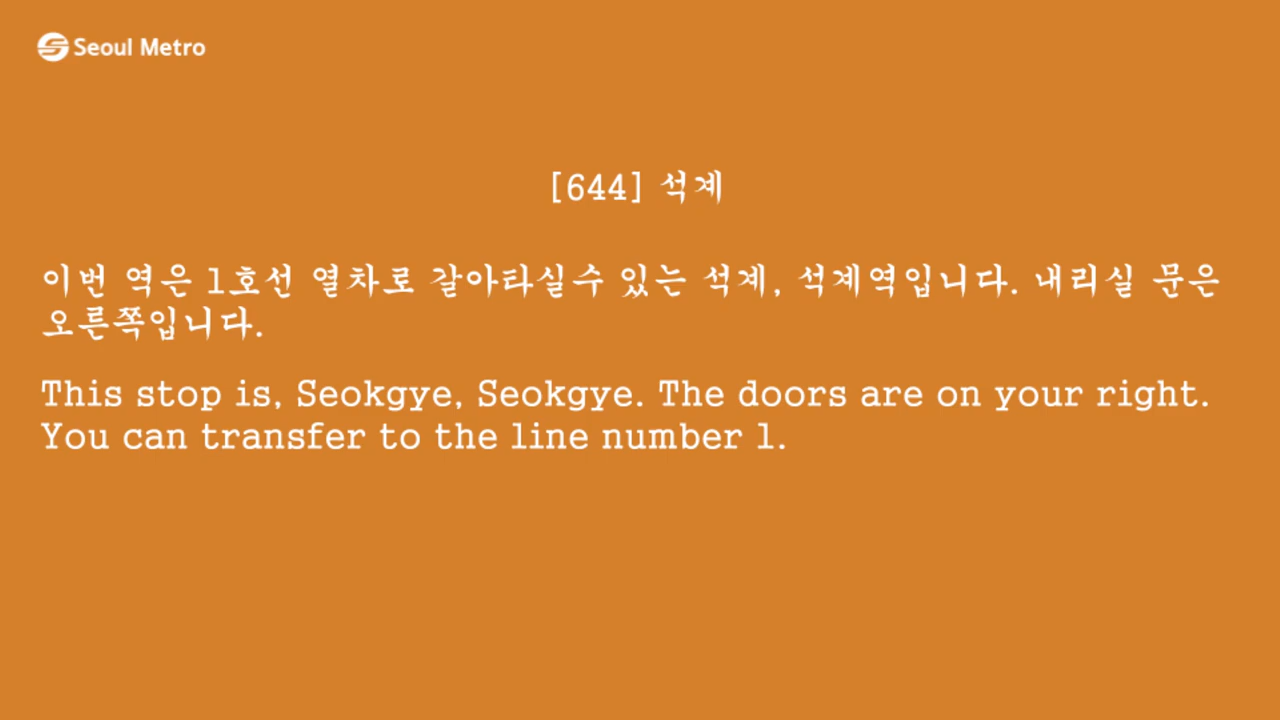 Seoul Metro
[644] 석계
이번 역은 1호선 열차로 갈아타실수 있는 석계, 석계역입니다. 내리실 문은
오른쪽입니다.
This stop is, Seokgye, Seokgye. The doors are on your right.
You can transfer to the line number 1.